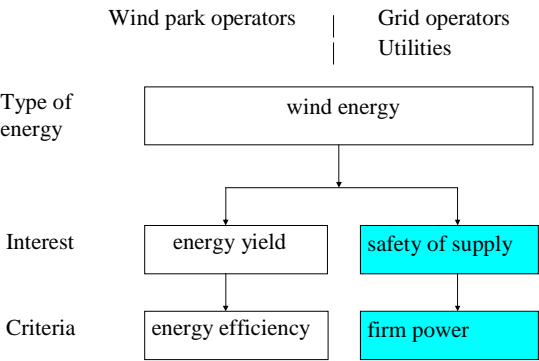 Wind park operators
Grid operators
Utilities
Type of
energy
wind energy
Interest
energy yield
safety of supply
Criteria
energy efficiency
firm power